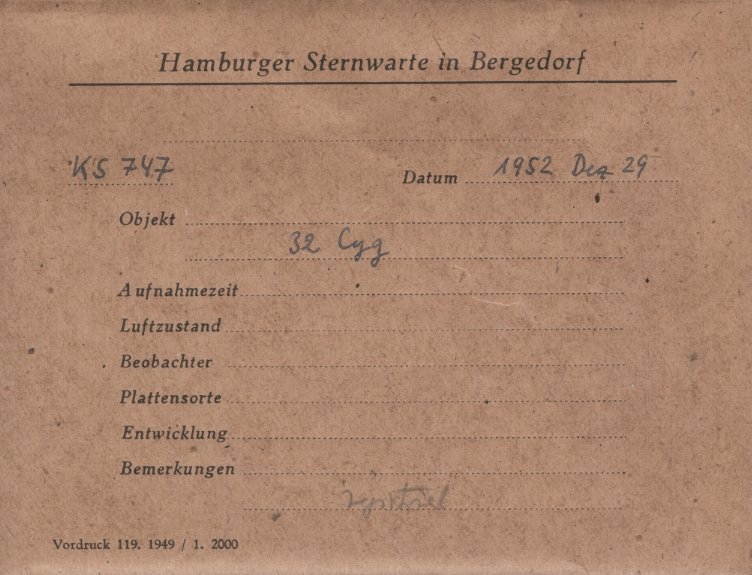 Hamburger Sternwarte in Bergedorf
KS 747 Datum 1952 Dez 29
Objekt
32 Cyg
Aufnahmezeit
Luftzustand
Beobachter
Plattensorte
Entwicklung
Bemerkungen
Vordruck 119. 1949 / 1. 2000